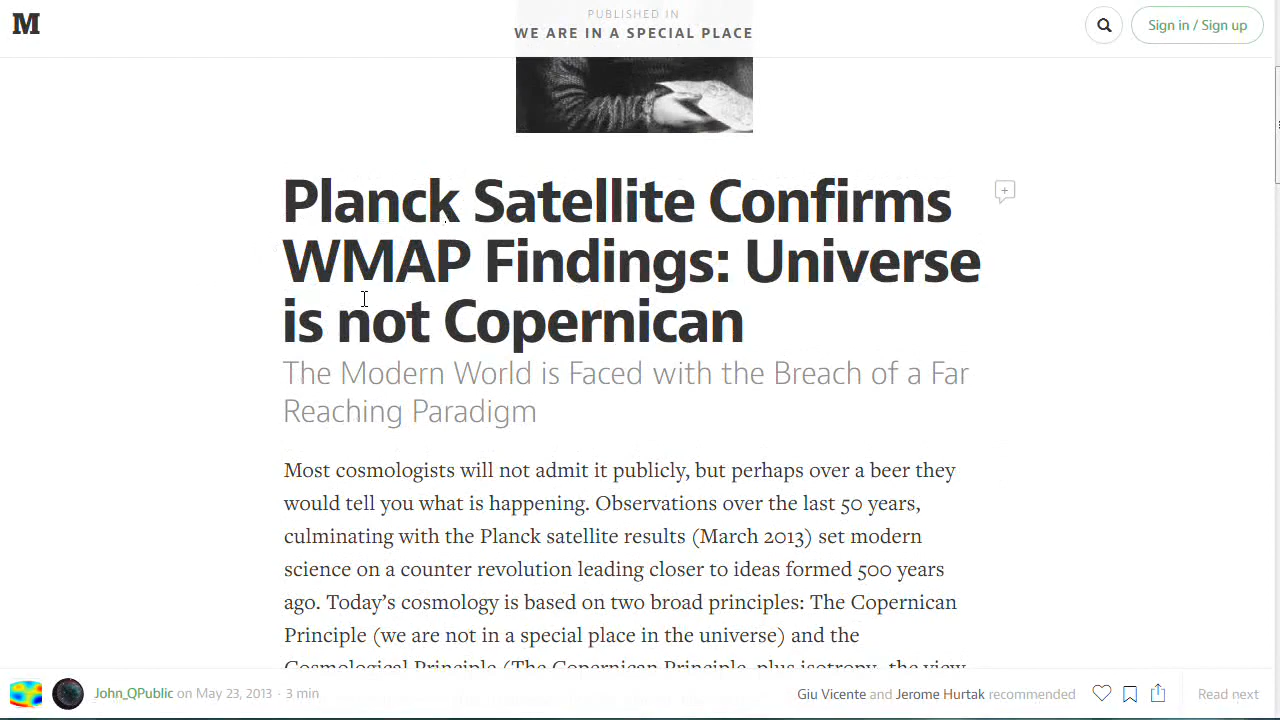 M
PUBLISHED IN
WE ARE IN A SPECIAL PLACE
Sign in / Sign up
Planck Satellite Confirms
WMAP Findings: Universe
is not Copernican
The Modern World is Faced with the Breach of a Far
Reaching Paradigm
Most cosmologists will not admit it publicly, but perhaps over a beer they
would tell you what is happening. Observations over the last 50 years,
culminating with the Planck satellite results (March 2013) set modern
science on a counter revolution leading closer to ideas formed 500 years
ago. Today’s cosmology is based on two broad principles: The Copernican
Principle (we are not in a special place in the universe) and the
Cosmological Principle (The Copernican Principle, plus isotropy, the view
John_QPublic on May 23, 2013 · 3 min
Giu Vicente and Jerome Hurtak recommended
Read next